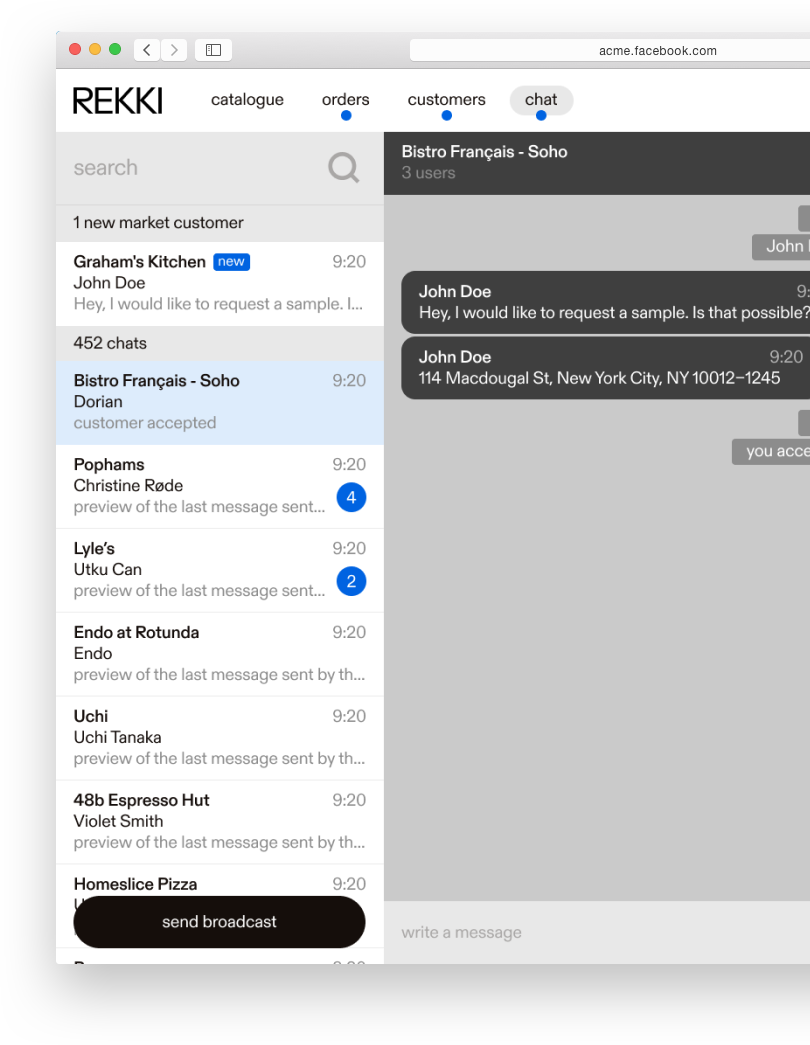 acme.facebook.com
REKKI
catalogue
orders
customers
chat
search
1 new market customer
Graham's Kitchen new 9:20
John Doe
Hey, I would like to request a sample. I...
452 chats
Bistro Français - Soho 9:20
Dorian
customer accepted
Pophams 9:20
Christine Røde
preview of the last message sent... 4
Lyle’s 9:20
Utku Can
preview of the last message sent... 2
Endo at Rotunda 9:20
Endo
preview of the last message sent by th...
Uchi 9:20
Uchi Tanaka
preview of the last message sent by th...
48b Espresso Hut 9:20
Violet Smith
preview of the last message sent by th...
Homeslice Pizza 9:20
send broadcast
Bistro Français - Soho
3 users
John
John Doe
Hey, I would like to request a sample. Is that possible?
John Doe 9:20
114 Macdougal St, New York City, NY 10012–1245
you
write a message